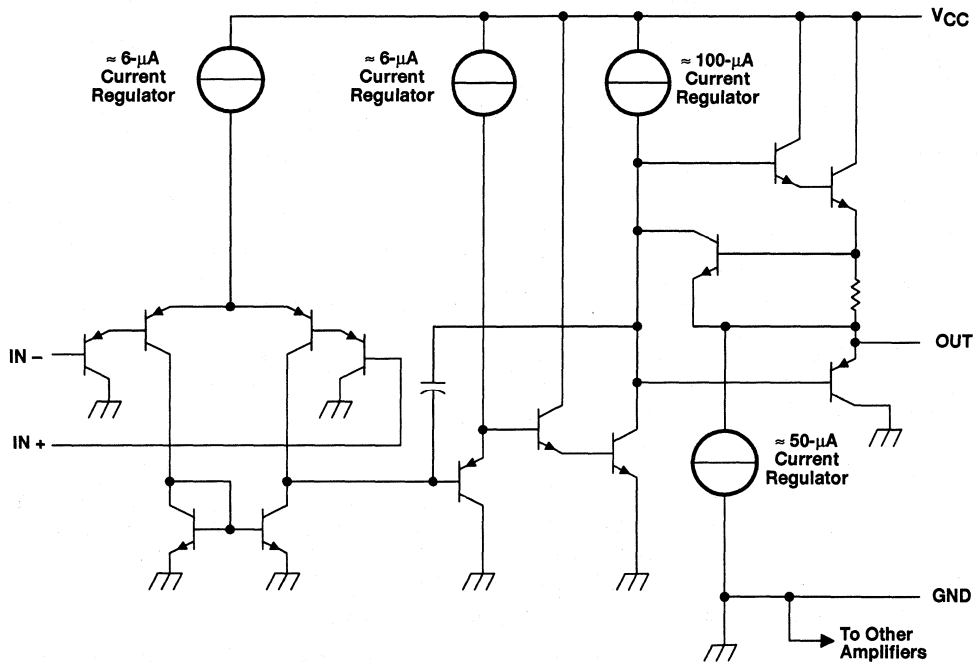 VCC
≈ 6-μA
Current
Regulator
≈ 6-μA
Current
Regulator
≈ 100-μA
Current
Regulator
IN –
OUT
IN +
≈ 50-μA
Current
Regulator
GND
To Other
Amplifiers